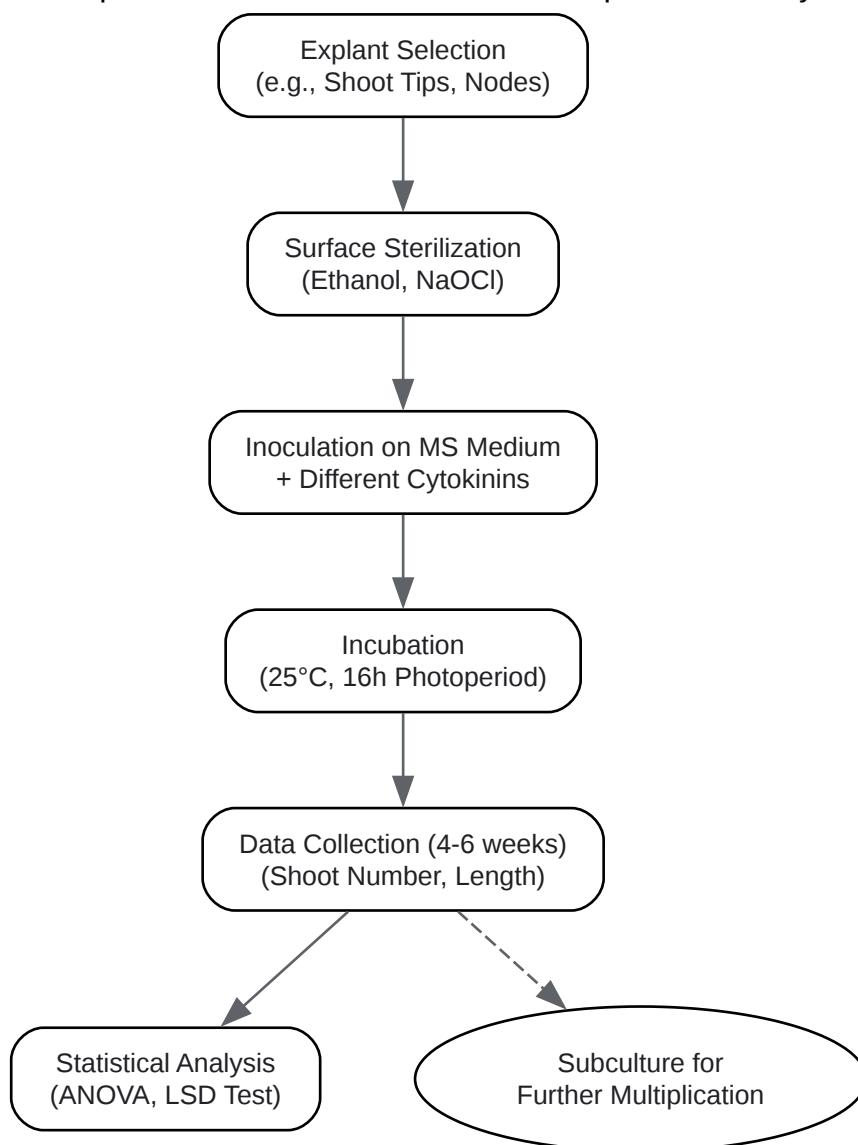 Explant Selection
(e.g., Shoot Tips, Nodes)
Surface Sterilization
(Ethanol, NaOCl)
Inoculation on MS Medium
+ Different Cytokinins
Incubation
(25°C, 16h Photoperiod)
Data Collection (4-6 weeks)
(Shoot Number, Length)
Statistical Analysis
(ANOVA, LSD Test)
Subculture for
Further Multiplication